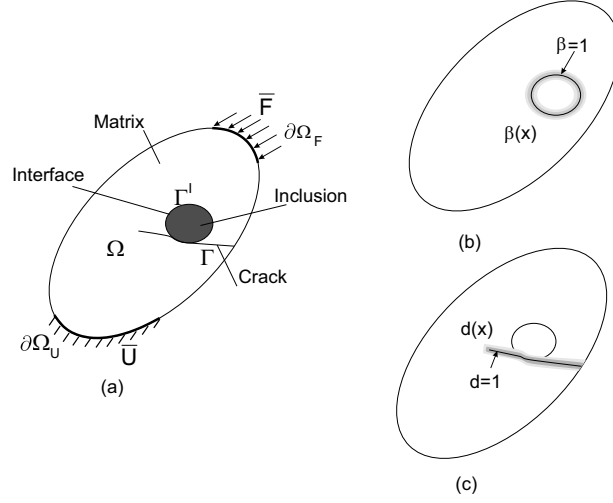 F̅
∂Ω_F
Matrix
Interface
Γ^I
Inclusion
Ω
Γ
Crack
∂Ω_U
U̅
(a)
β=1
β(x)
(b)
d(x)
d=1
(c)